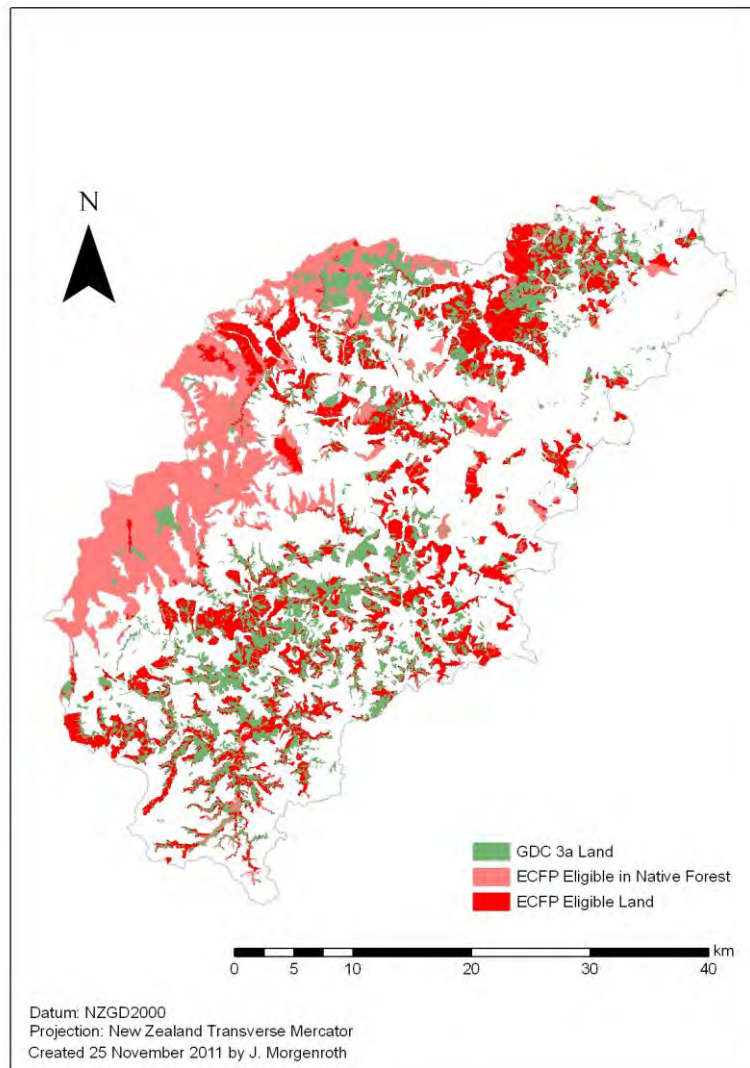 N
GDC 3a Land
ECFP Eligible in Native Forest
ECFP Eligible Land
km
0 5 10 20 30 40
Datum: NZGD2000
Projection: New Zealand Transverse Mercator
Created 25 November 2011 by J. Morgenroth